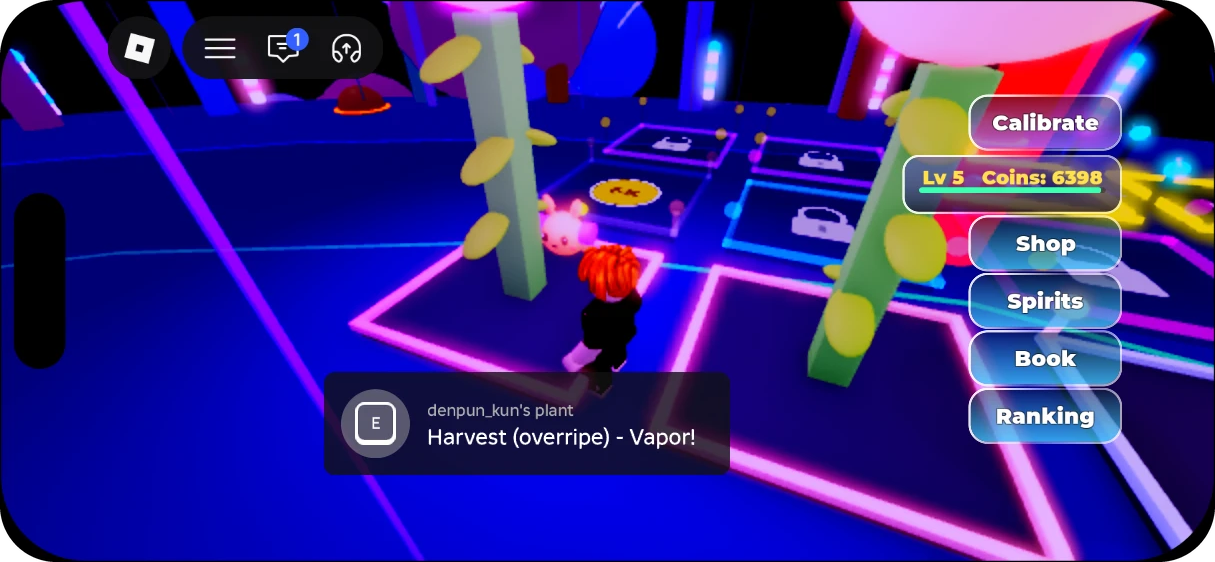 1
Calibrate
Lv 5 Coins: 6398
Shop
Spirits
Book
Ranking
E
denpun_kun's plant
Harvest (overripe) - Vapor!